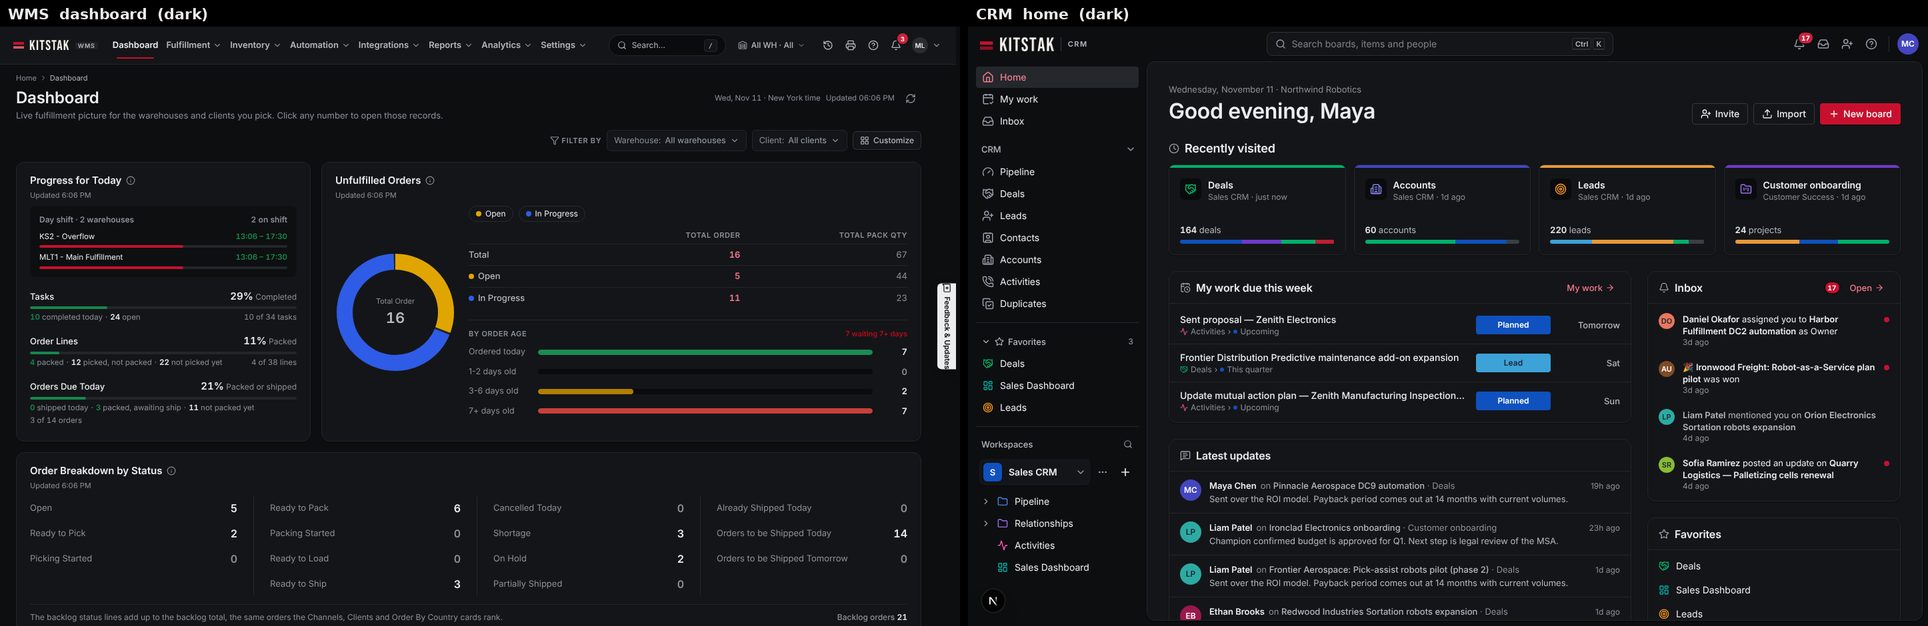 WMS dashboard (dark)
KITSTAK WMS Dashboard Fulfillment Inventory Automation Integrations Reports Analytics Settings Search... / All WH · All 3 ML
Home > Dashboard
Dashboard
Wed, Nov 11 · New York time Updated 06:06 PM
Live fulfillment picture for the warehouses and clients you pick. Click any number to open those records.
FILTER BY Warehouse: All warehouses Client: All clients Customize
Progress for Today
Updated 6:06 PM
Day shift · 2 warehouses 2 on shift
KS2 - Overflow 13:06 – 17:30
MLT1 - Main Fulfillment 13:06 – 17:30
Tasks 29% Completed
10 completed today · 24 open 10 of 34 tasks
Order Lines 11% Packed
4 packed · 12 picked, not packed · 22 not picked yet 4 of 38 lines
Orders Due Today 21% Packed or shipped
0 shipped today · 3 packed, awaiting ship · 11 not packed yet
3 of 14 orders
Unfulfilled Orders
Updated 6:06 PM
Open In Progress
Total Order
16
TOTAL ORDER TOTAL PACK QTY
Total 16 67
Open 5 44
In Progress 11 23
BY ORDER AGE 7 waiting 7+ days
Ordered today 7
1-2 days old 0
3-6 days old 2
7+ days old 7
Feedback & Updates
Order Breakdown by Status
Updated 6:06 PM
Open 5
Ready to Pick 2
Picking Started 0
Ready to Pack 6
Packing Started 0
Ready to Load 0
Ready to Ship 3
Cancelled Today 0
Shortage 3
On Hold 2
Partially Shipped 0
Already Shipped Today 0
Orders to be Shipped Today 14
Orders to be Shipped Tomorrow 0
The backlog status lines add up to the backlog total, the same orders the Channels, Clients and Order By Country cards rank. Backlog orders 21
CRM home (dark)
KITSTAK CRM Search boards, items and people Ctrl K 17 MC
Home
My work
Inbox
CRM
Pipeline
Deals
Leads
Contacts
Accounts
Activities
Duplicates
Favorites 3
Deals
Sales Dashboard
Leads
Workspaces
S Sales CRM
Pipeline
Relationships
Activities
Sales Dashboard
N
Wednesday, November 11 · Northwind Robotics
Good evening, Maya
Invite Import New board
Recently visited
Deals
Sales CRM · just now
164 deals
Accounts
Sales CRM · 1d ago
60 accounts
Leads
Sales CRM · 1d ago
220 leads
Customer onboarding
Customer Success · 1d ago
24 projects
My work due this week My work →
Sent proposal — Zenith Electronics
Activities › Upcoming
Planned Tomorrow
Frontier Distribution Predictive maintenance add-on expansion
Deals › This quarter
Lead Sat
Update mutual action plan — Zenith Manufacturing Inspection...
Activities › Upcoming
Planned Sun
Latest updates
MC Maya Chen on Pinnacle Aerospace DC9 automation · Deals 19h ago
Sent over the ROI model. Payback period comes out at 14 months with current volumes.
LP Liam Patel on Ironclad Electronics onboarding · Customer onboarding 23h ago
Champion confirmed budget is approved for Q1. Next step is legal review of the MSA.
LP Liam Patel on Frontier Aerospace: Pick-assist robots pilot (phase 2) · Deals 1d ago
Sent over the ROI model. Payback period comes out at 14 months with current volumes.
EB Ethan Brooks on Redwood Industries Sortation robots expansion · Deals 1d ago
Inbox 17 Open →
DO Daniel Okafor assigned you to Harbor
Fulfillment DC2 automation as Owner
3d ago
AU 🎉 Ironwood Freight: Robot-as-a-Service plan
pilot was won
3d ago
LP Liam Patel mentioned you on Orion Electronics
Sortation robots expansion
4d ago
SR Sofia Ramirez posted an update on Quarry
Logistics — Palletizing cells renewal
4d ago
Favorites
Deals
Sales Dashboard
Leads